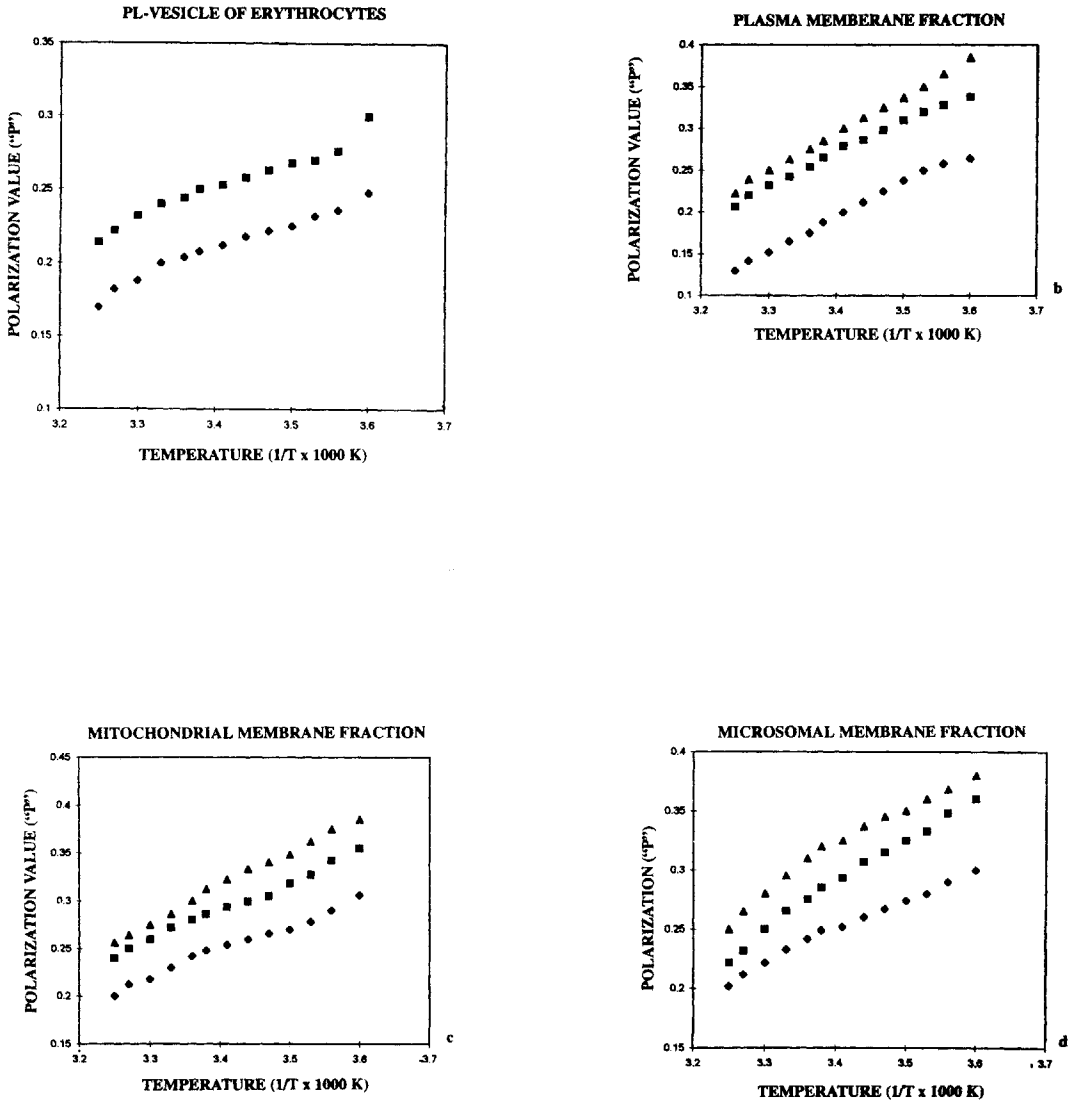 PL-VESICLE OF ERYTHROCYTES
0.35
0.3
0.25
0.2
0.15
0.1
3.2 3.3 3.4 3.5 3.6 3.7
POLARIZATION VALUE ("P")
TEMPERATURE (1/T x 1000 K)
PLASMA MEMBERANE FRACTION
0.4
0.35
0.3
0.25
0.2
0.15
0.1
3.2 3.3 3.4 3.5 3.6 3.7
POLARIZATION VALUE ("P")
TEMPERATURE (1/T x 1000 K)
b
MITOCHONDRIAL MEMBRANE FRACTION
0.45
0.4
0.35
0.3
0.25
0.2
0.15
3.2 3.3 3.4 3.5 3.6 3.7
POLARIZATION VALUE ("P")
TEMPERATURE (1/T x 1000 K)
c
MICROSOMAL MEMBRANE FRACTION
0.4
0.35
0.3
0.25
0.2
0.15
3.2 3.3 3.4 3.5 3.6 3.7
POLARIZATION ("P")
TEMPERATURE (1/T x 1000 K)
d